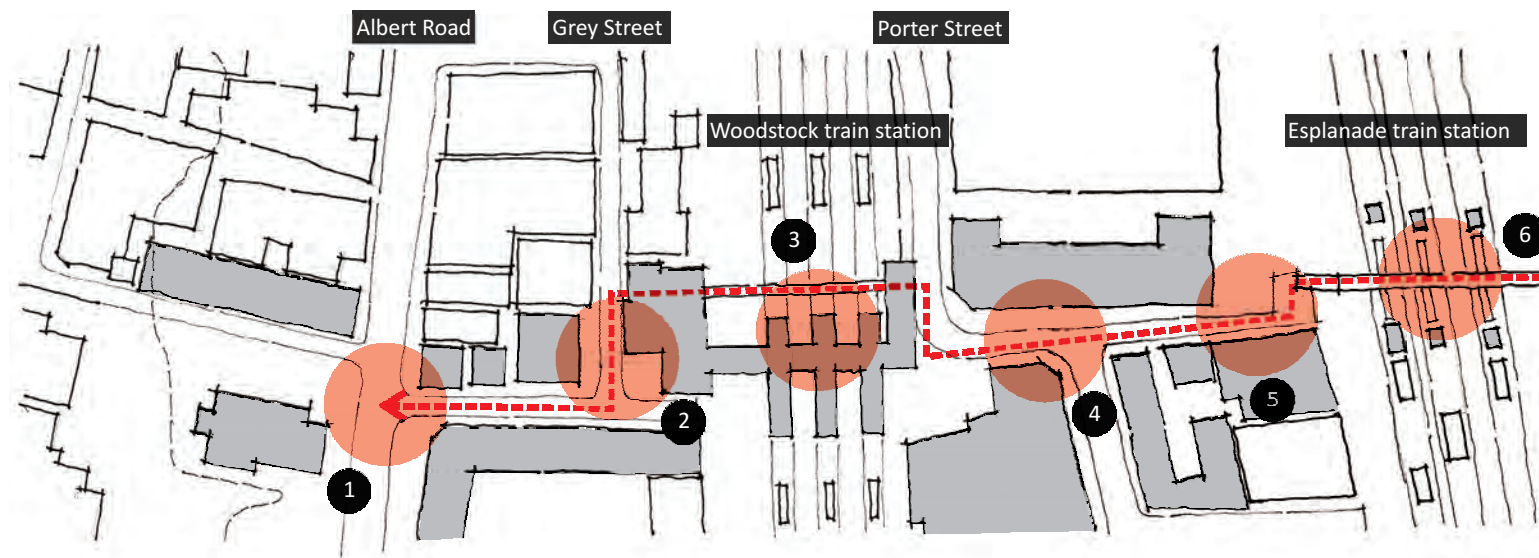 Albert Road
Grey Street
Porter Street
Woodstock train station
Esplanade train station
3
6
4
5
2
1